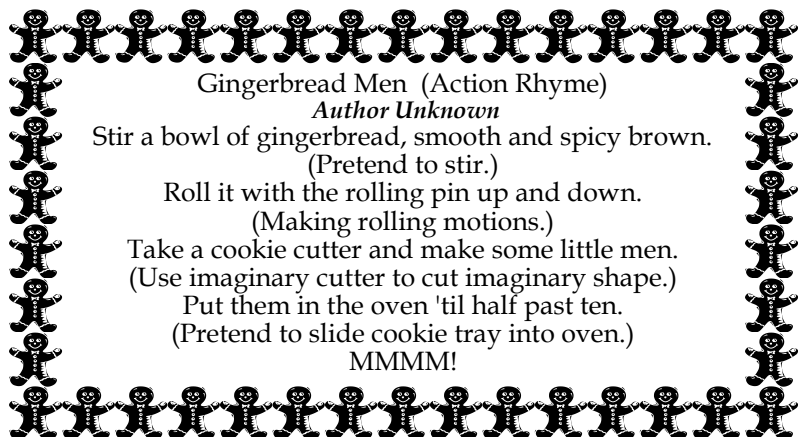 Gingerbread Men (Action Rhyme)
Author Unknown
Stir a bowl of gingerbread, smooth and spicy brown.
(Pretend to stir.)
Roll it with the rolling pin up and down.
(Making rolling motions.)
Take a cookie cutter and make some little men.
(Use imaginary cutter to cut imaginary shape.)
Put them in the oven 'til half past ten.
(Pretend to slide cookie tray into oven.)
MMMM!